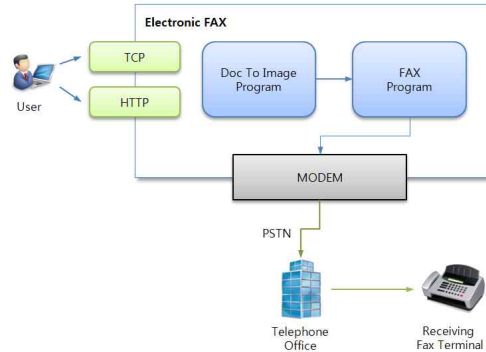 Electronic FAX
TCP
HTTP
User
Doc To Image
Program
FAX
Program
MODEM
PSTN
Telephone
Office
Receiving
Fax Terminal